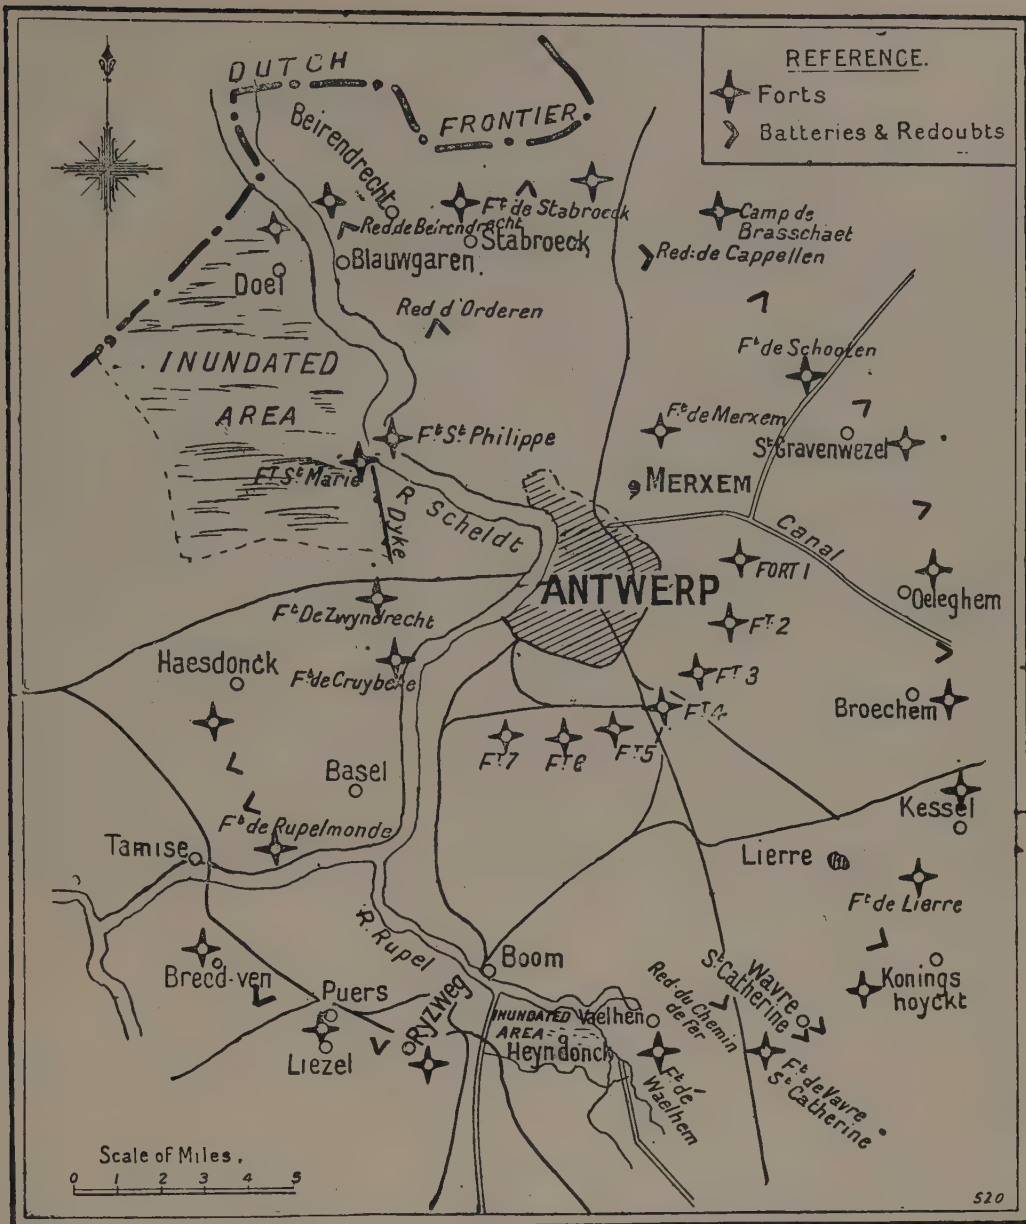 REFERENCE.
Forts
Batteries & Redoubts
DUTCH
FRONTIER
Beirendrecht
Ft de Stabroeck
Red. de Beirendracht
Stabroeck
Camp de
Brasschaet
Red: de Cappellen
Blauwgaren.
Doel
Red d'Orderen
INUNDATED
AREA
Ft de Schooten
Ft de Merxem
St Gravenwezel
Ft St Philippe
Ft St Marie
MERXEM
R Scheldt
Dyke
Canal
FORT 1
ANTWERP
Oeleghem
Ft De Zwyndrecht
FT 2
Haesdonck
Ft de Cruybeke
FT 3
Broechem
FT 4
FT 5
FT 6
FT 7
Basel
Kessel
Ft de Rupelmonde
Tamise
Lierre
Ft de Lierre
R. Rupel
Boom
Wavre
St Catherine
Konings
hoyckt
Brecd-ven
Puers
Ryzweg
INUNDATED
AREA
Vaelhen
Red. du Chemin
de Fer
Heyndonck
Liezel
Ft de
Waelhem
Ft de Vavre
St Catherine
Scale of Miles.
0 1 2 3 4 5
520